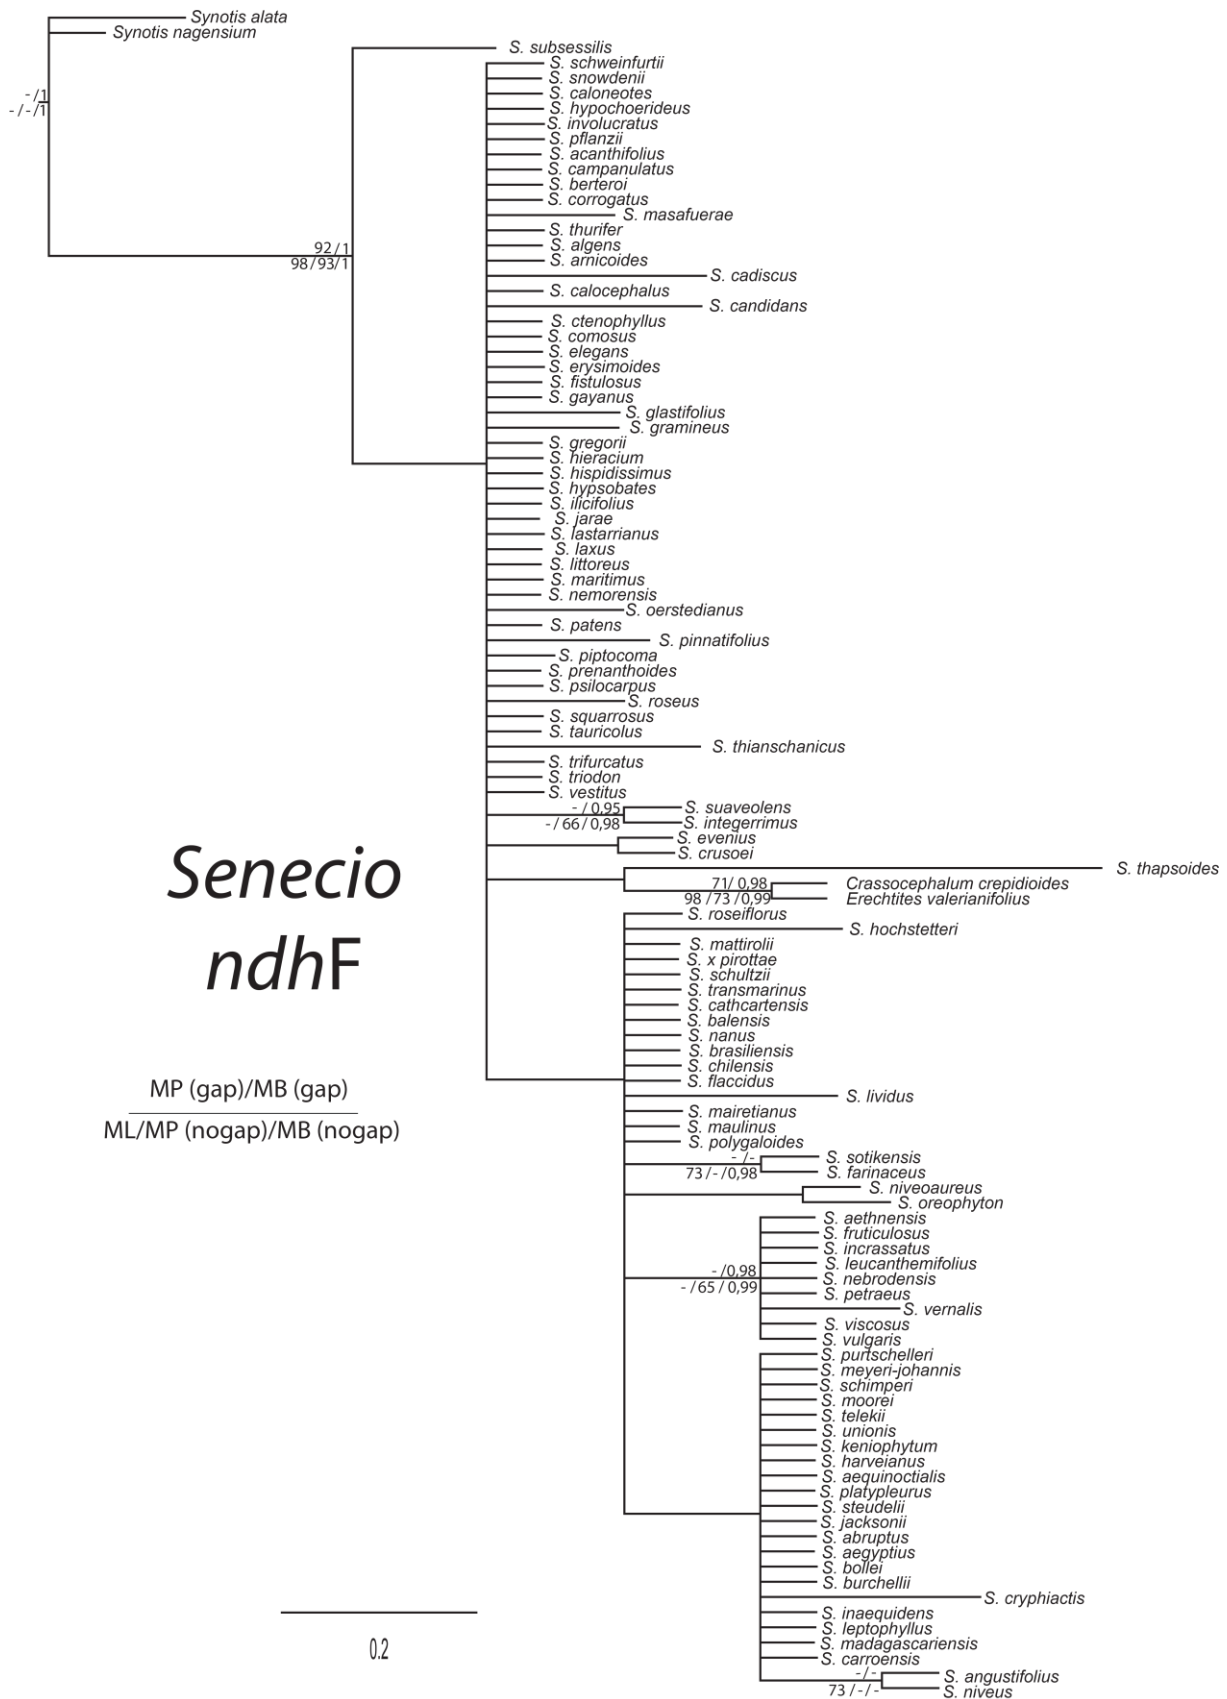 Synotis alata
Synotis nagensium
S. subsessilis
S. schweinfurtii
S. snowdenii
- /1
S. caloneotes
- / - /1
S. hypochoerideus
S. involucratus
S. pflanzii
S. acanthifolius
S. campanulatus
S. berteroi
S. corrogatus
S. masafuerae
S. thurifer
92 / 1
S. algens
98 / 93 / 1
S. arnicoides
S. cadiscus
S. calocephalus
S. candidans
S. ctenophyllus
S. comosus
S. elegans
S. erysimoides
S. fistulosus
S. gayanus
S. glastifolius
S. gramineus
S. gregorii
S. hieracium
S. hispidissimus
S. hypsobates
S. ilicifolius
S. jarae
S. lastarrianus
S. laxus
S. littoreus
S. maritimus
S. nemorensis
S. oerstedianus
S. patens
S. pinnatifolius
S. piptocoma
S. prenanthoides
S. psilocarpus
S. roseus
S. squarrosus
S. tauricolus
S. thianschanicus
S. trifurcatus
S. triodon
S. vestitus
- / 0,95
S. suaveolens
- / 66 / 0,98
S. integerrimus
S. evenius
S. crusoei
S. thapsoides
71/ 0,98
Crassocephalum crepidioides
98 / 73 / 0,99
Erechtites valerianifolius
S. roseiflorus
S. hochstetteri
S. mattirolii
S. x pirottae
S. schultzii
S. transmarinus
S. cathcartensis
S. balensis
S. nanus
S. brasiliensis
S. chilensis
S. flaccidus
S. lividus
S. mairetianus
S. maulinus
S. polygaloides
- / -
S. sotikensis
73 / - / 0,98
S. farinaceus
S. niveoaureus
S. oreophyton
S. aethnensis
S. fruticulosus
S. incrassatus
S. leucanthemifolius
- /0,98
S. nebrodensis
- / 65 / 0,99
S. petraeus
S. vernalis
S. viscosus
S. vulgaris
S. purtschelleri
S. meyeri-johannis
S. schimperi
S. moorei
S. telekii
S. unionis
S. keniophytum
S. harveianus
S. aequinoctialis
S. platypleurus
S. steudelii
S. jacksonii
S. abruptus
S. aegyptius
S. bollei
S. burchellii
S. cryphiactis
S. inaequidens
S. leptophyllus
S. madagascariensis
S. carroensis
- / -
S. angustifolius
73 / - / -
S. niveus
Senecio
ndhF
MP (gap)/MB (gap)
ML/MP (nogap)/MB (nogap)
0.2